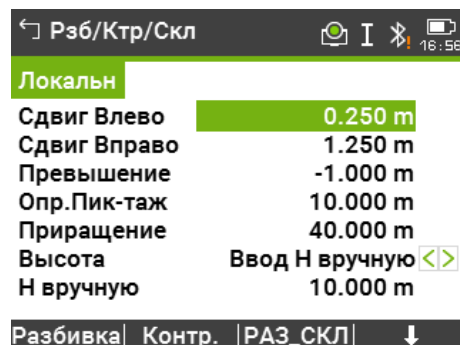 Рзб/Ктр/Скл I 16:56
Локальн
Сдвиг Влево 0.250 m
Сдвиг Вправо 1.250 m
Превышение -1.000 m
Опр.Пик-таж 10.000 m
Приращение 40.000 m
Высота Ввод Н вручную
Н вручную 10.000 m
Разбивка| Контр. |РАЗ_СКЛ|